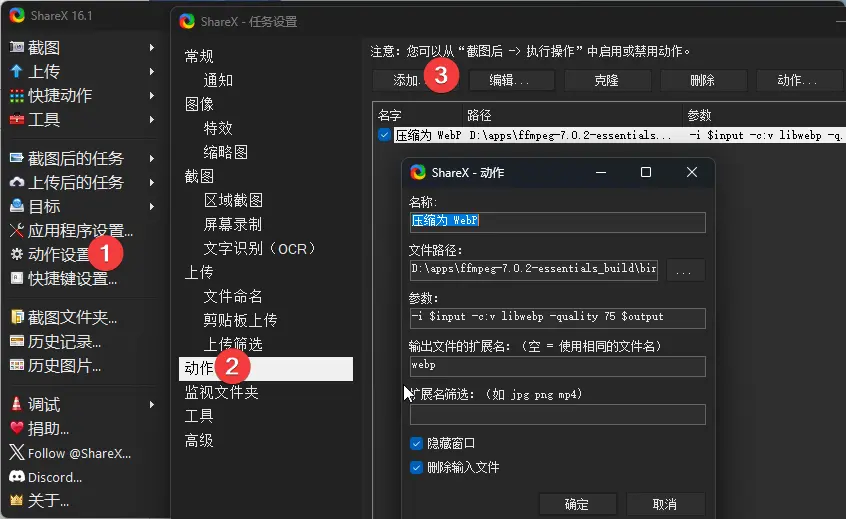 ShareX 16.1
截图
上传
快捷动作
工具
截图后的任务
上传后的任务
目标
应用程序设置...
动作设置
1
快捷键设置...
截图文件夹...
历史记录...
历史图片...
调试
捐助...
Follow @ShareX...
Discord...
关于...
ShareX - 任务设置
常规
通知
图像
特效
缩略图
截图
区域截图
屏幕录制
文字识别（OCR）
上传
文件命名
剪贴板上传
上传筛选
动作
2
监视文件夹
工具
高级
注意：您可以从“截图后 -> 执行操作”中启用或禁用动作。
添加.
3
编辑...
克隆
删除
动作...
名字 路径 参数
压缩为 WebP D:\apps\ffmpeg-7.0.2-essentials... -i $input -c:v libwebp -q.
ShareX - 动作
名称:
压缩为 WebP
文件路径:
D:\apps\ffmpeg-7.0.2-essentials_build\bin
...
参数:
-i $input -c:v libwebp -quality 75 $output
输出文件的扩展名:（空 = 使用相同的文件名）
webp
扩展名筛选:（如 jpg png mp4）
隐藏窗口
删除输入文件
确定
取消